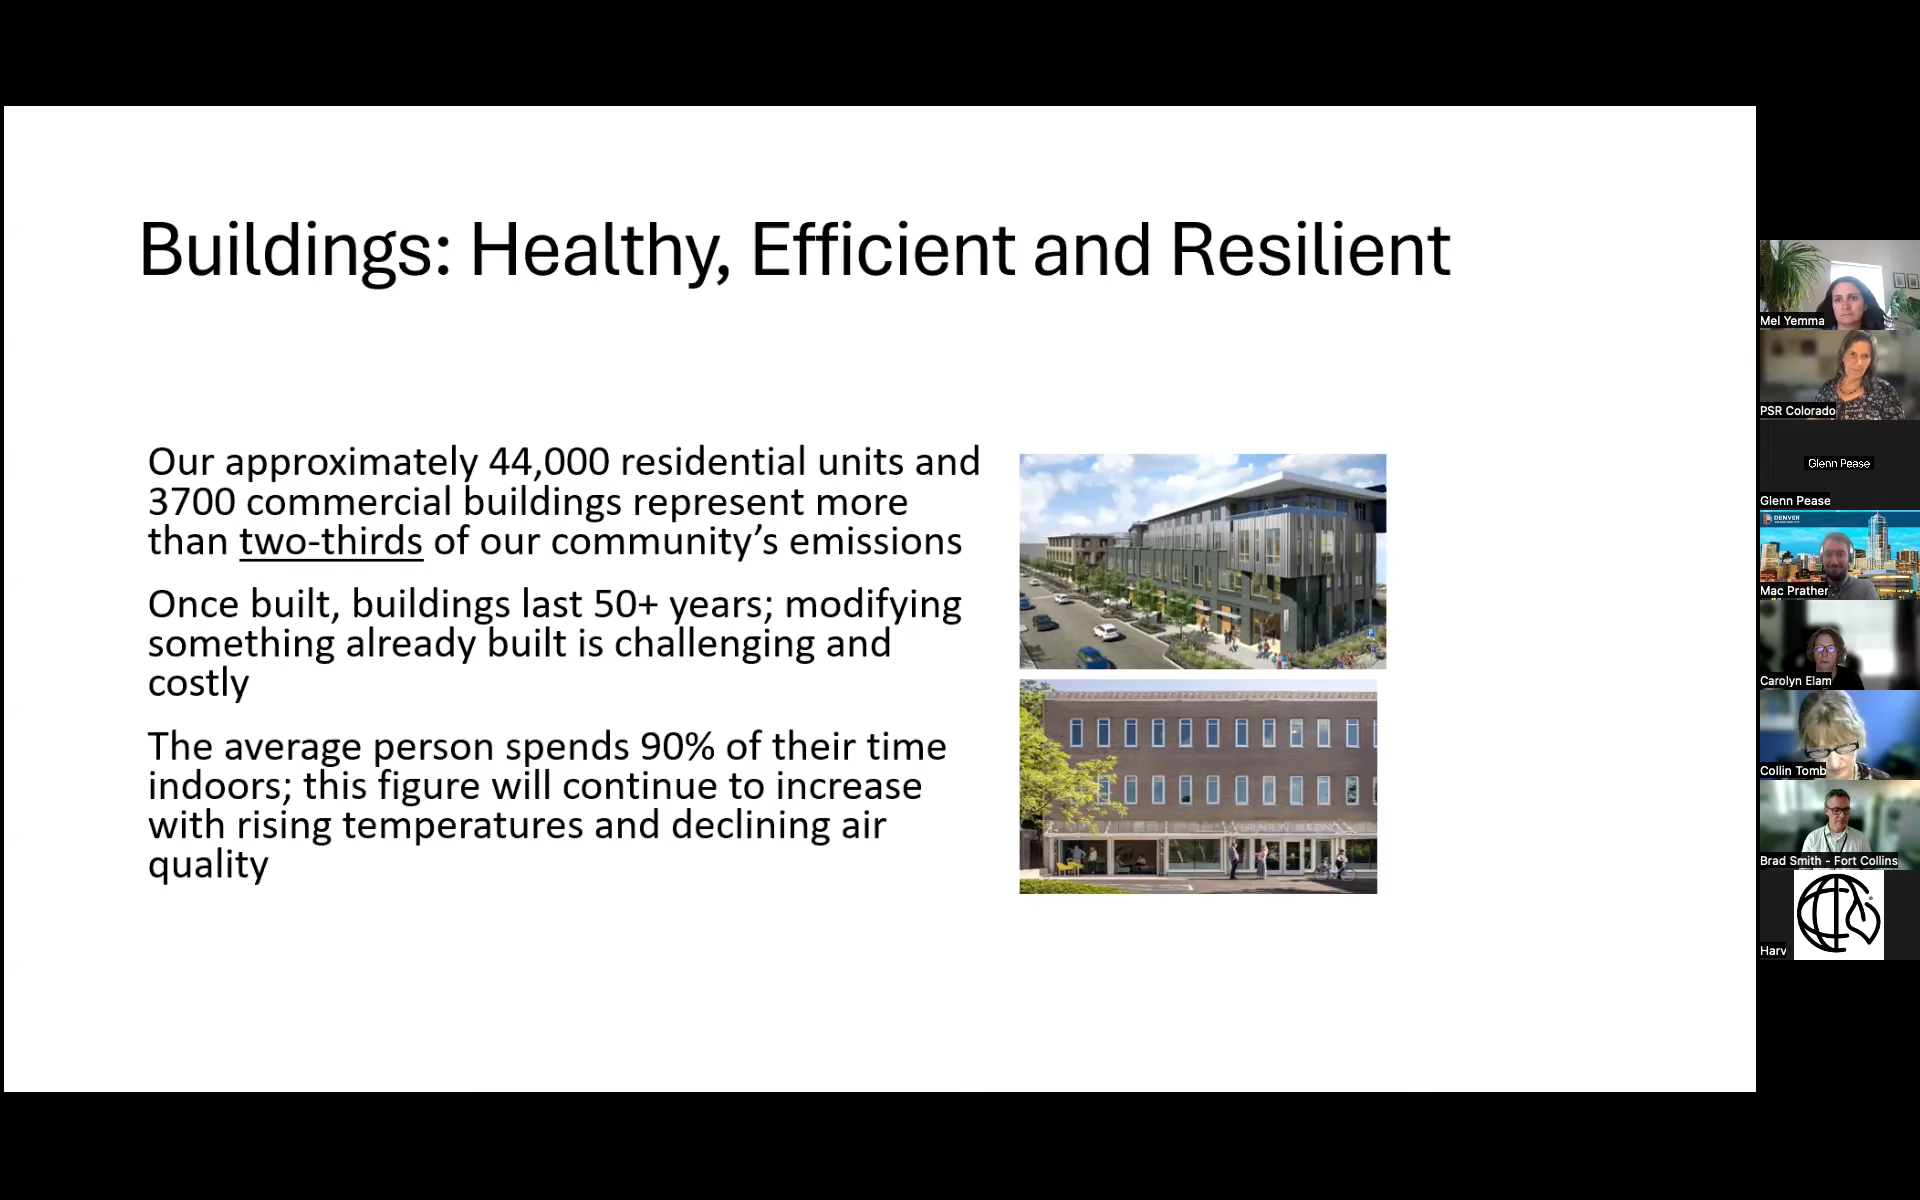 Buildings: Healthy, Efficient and Resilient
Our approximately 44,000 residential units and
3700 commercial buildings represent more
than two-thirds of our community's emissions
Once built, buildings last 50+ years; modifying
something already built is challenging and
costly
The average person spends 90% of their time
indoors; this figure will continue to increase
with rising temperatures and declining air
quality
Mel Yemma
PSR Colorado
Glenn Pease
Glenn Pease
DENVER
Mac Prather
Carolyn Elam
Collin Tomb
Brad Smith - Fort Collins
Harv